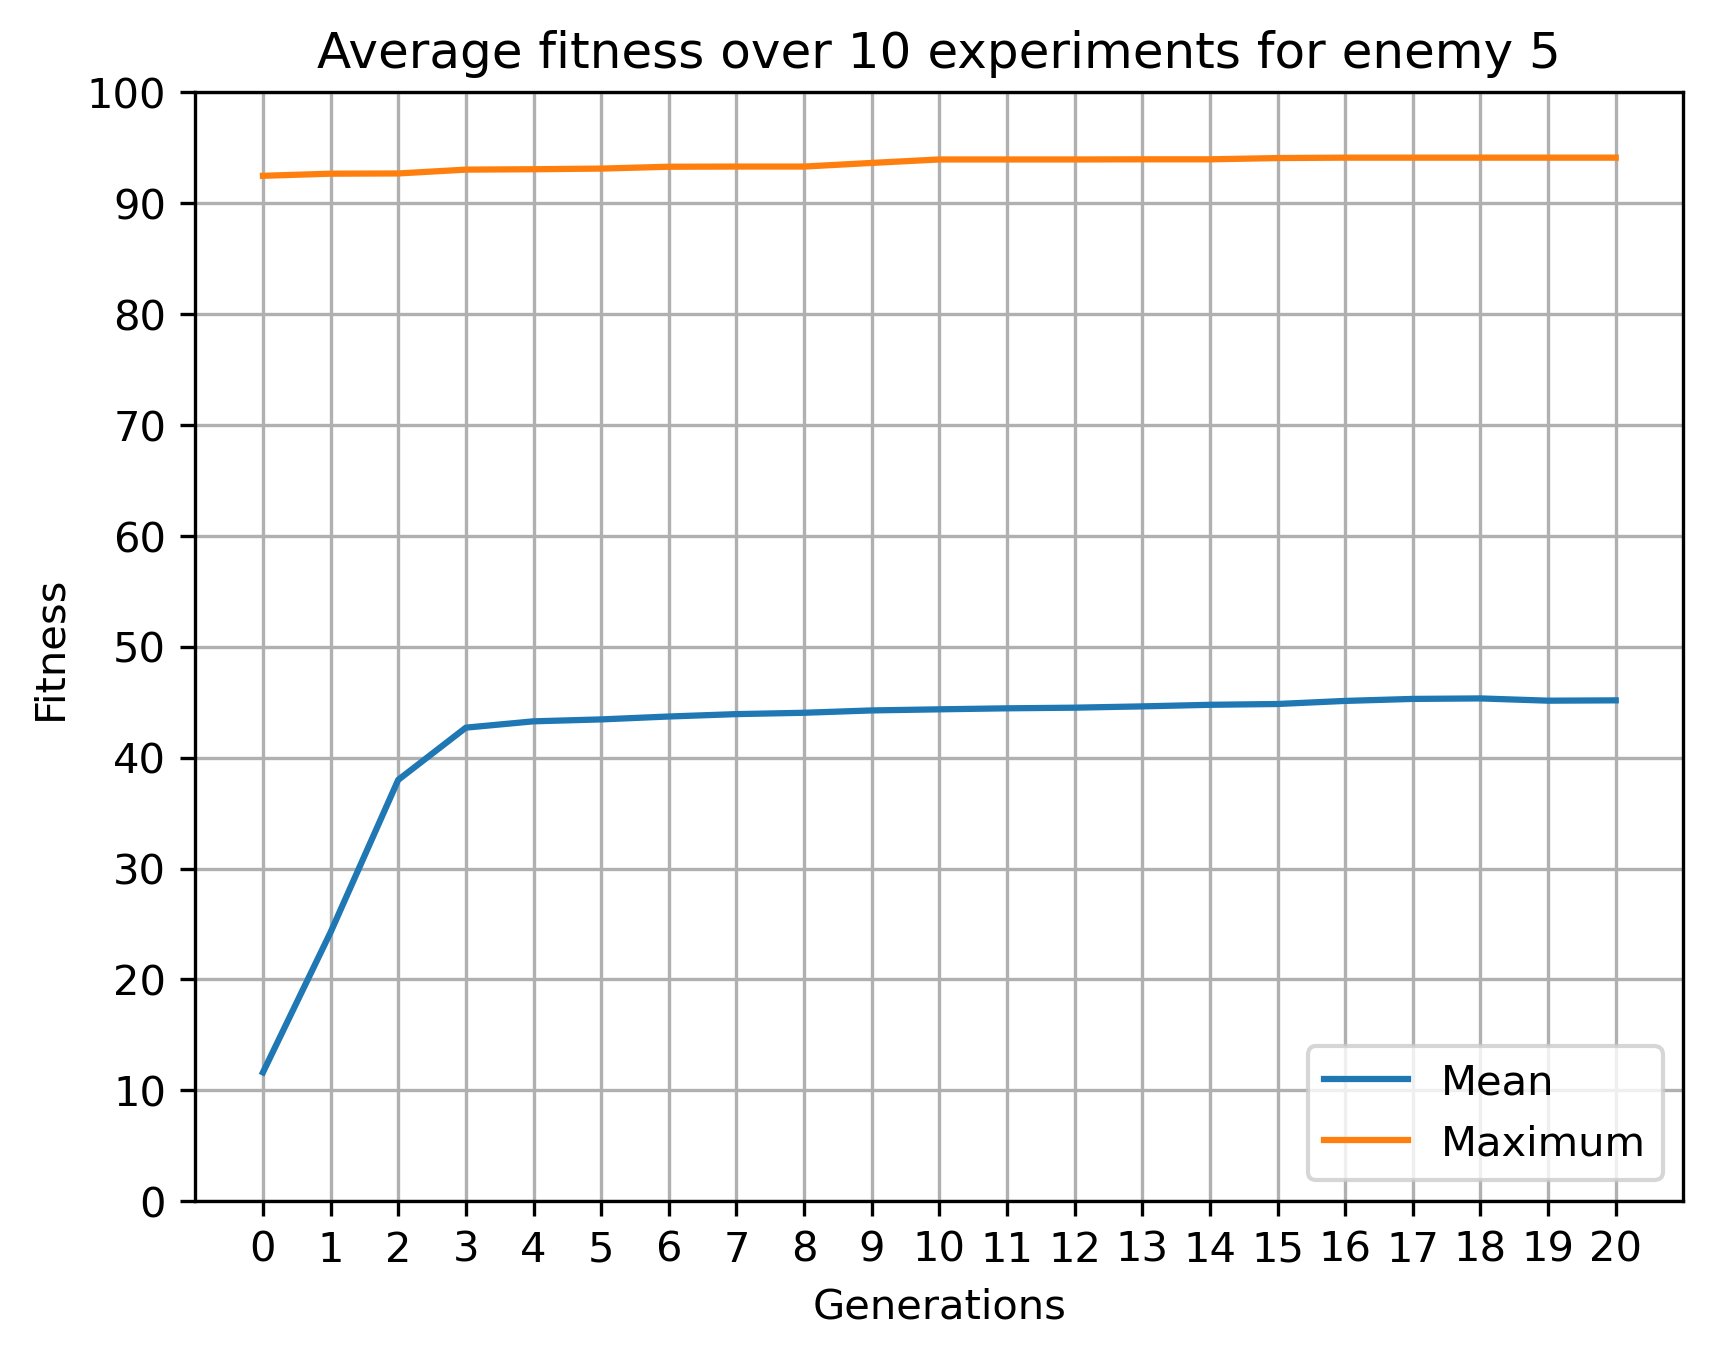 Average fitness over 10 experiments for enemy 5
100
90
80
70
60
50
40
30
20
10
0
Fitness
Mean
Maximum
0 1 2 3 4 5 6 7 8 9 10 11 12 13 14 15 16 17 18 19 20
Generations